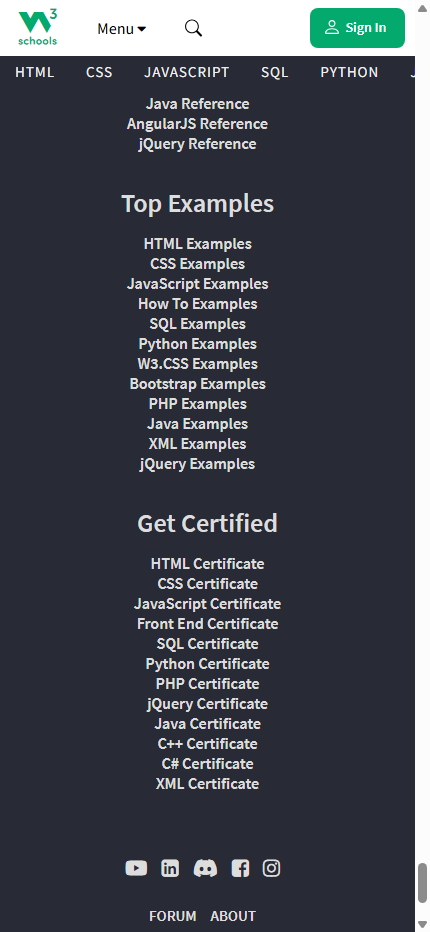 W3 schools
Menu
Sign In
HTML CSS JAVASCRIPT SQL PYTHON
Java Reference
AngularJS Reference
jQuery Reference
Top Examples
HTML Examples
CSS Examples
JavaScript Examples
How To Examples
SQL Examples
Python Examples
W3.CSS Examples
Bootstrap Examples
PHP Examples
Java Examples
XML Examples
jQuery Examples
Get Certified
HTML Certificate
CSS Certificate
JavaScript Certificate
Front End Certificate
SQL Certificate
Python Certificate
PHP Certificate
jQuery Certificate
Java Certificate
C++ Certificate
C# Certificate
XML Certificate
FORUM ABOUT